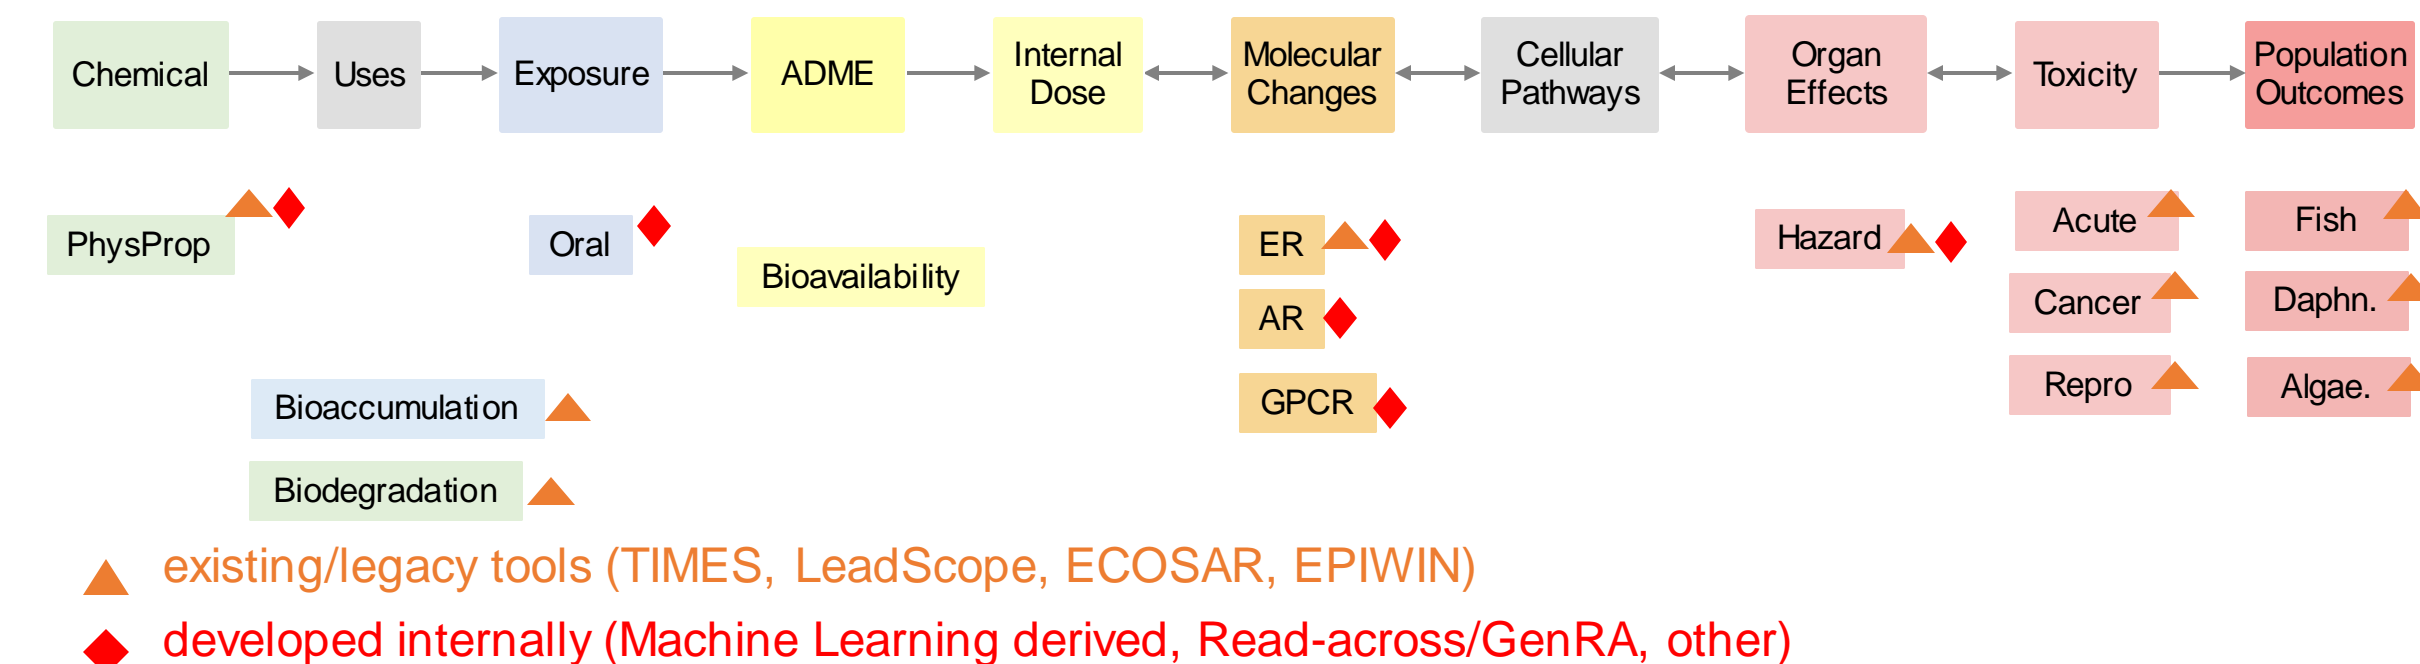 Chemical
Uses
Exposure
ADME
Internal
Dose
Molecular
Changes
Cellular
Pathways
Organ
Effects
Toxicity
Population
Outcomes
PhysProp
Oral
Bioavailability
ER
AR
GPCR
Hazard
Acute
Cancer
Repro
Fish
Daphn.
Algae.
Bioaccumulation
Biodegradation
existing/legacy tools (TIMES, LeadScope, ECOSAR, EPIWIN)
developed internally (Machine Learning derived, Read-across/GenRA, other)